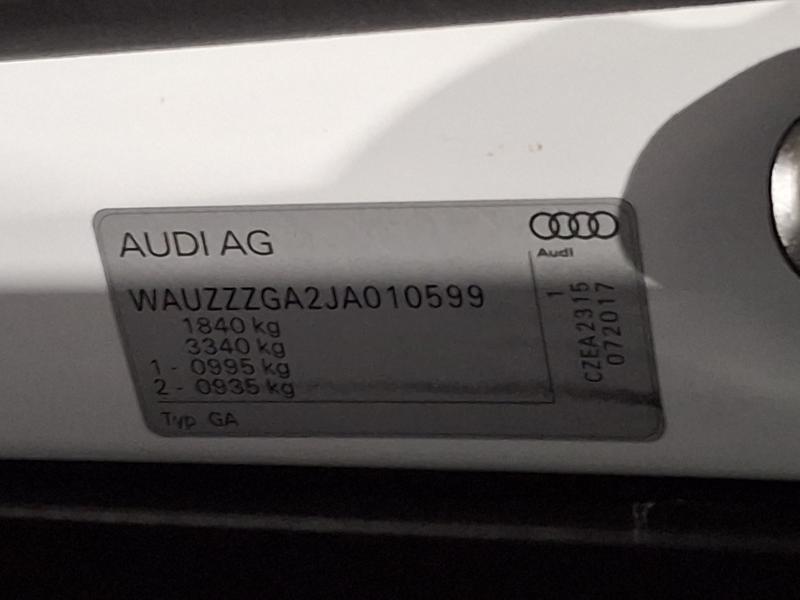 AUDI AG
Audi
WAUZZZGA2JA010599
1840 kg
3340 kg
1 - 0995 kg
2 - 0935 kg
Typ GA
1
CZEA2315
072017